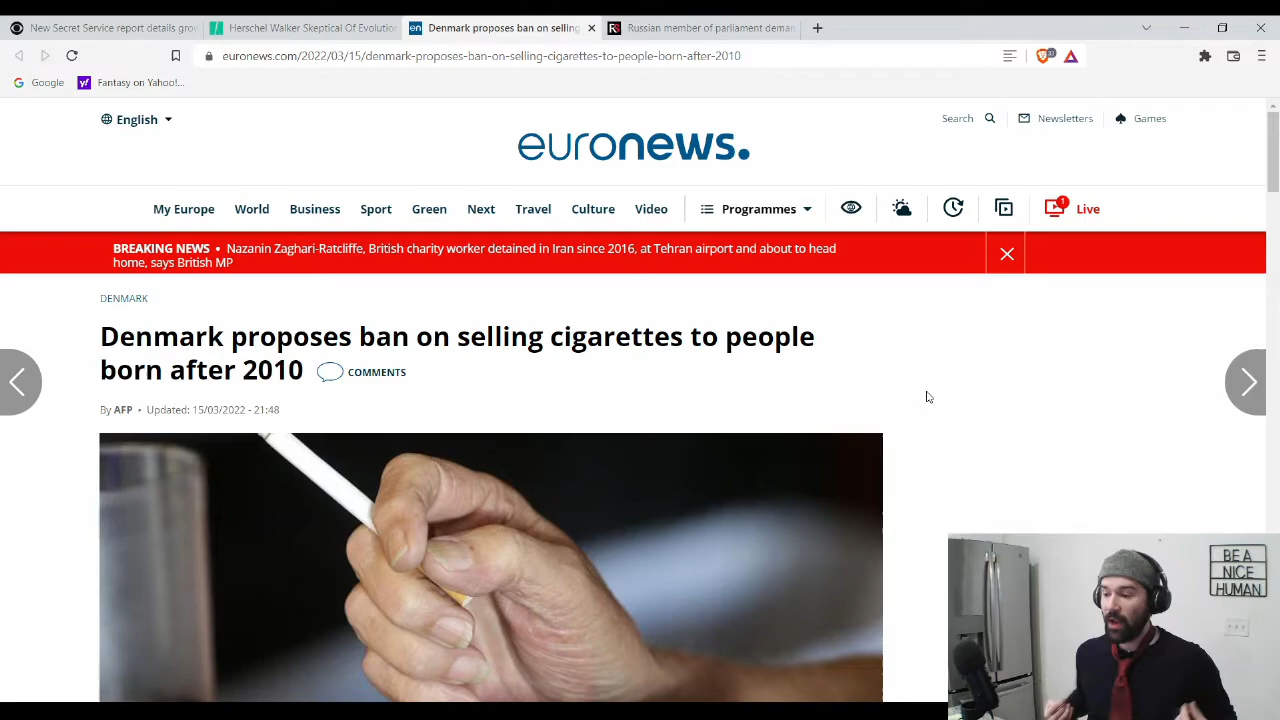 New Secret Service report details grov
Herschel Walker Skeptical Of Evolution
en Denmark proposes ban on selling
RS Russian member of parliament deman
euronews.com/2022/03/15/denmark-proposes-ban-on-selling-cigarettes-to-people-born-after-2010
Google
Fantasy on Yahoo!...
English
euronews.
Search
Newsletters
Games
My Europe
World
Business
Sport
Green
Next
Travel
Culture
Video
Programmes
1
Live
BREAKING NEWS • Nazanin Zaghari-Ratcliffe, British charity worker detained in Iran since 2016, at Tehran airport and about to head
home, says British MP
DENMARK
Denmark proposes ban on selling cigarettes to people
born after 2010
COMMENTS
By AFP • Updated: 15/03/2022 - 21:48
BE A
NICE
HUMAN